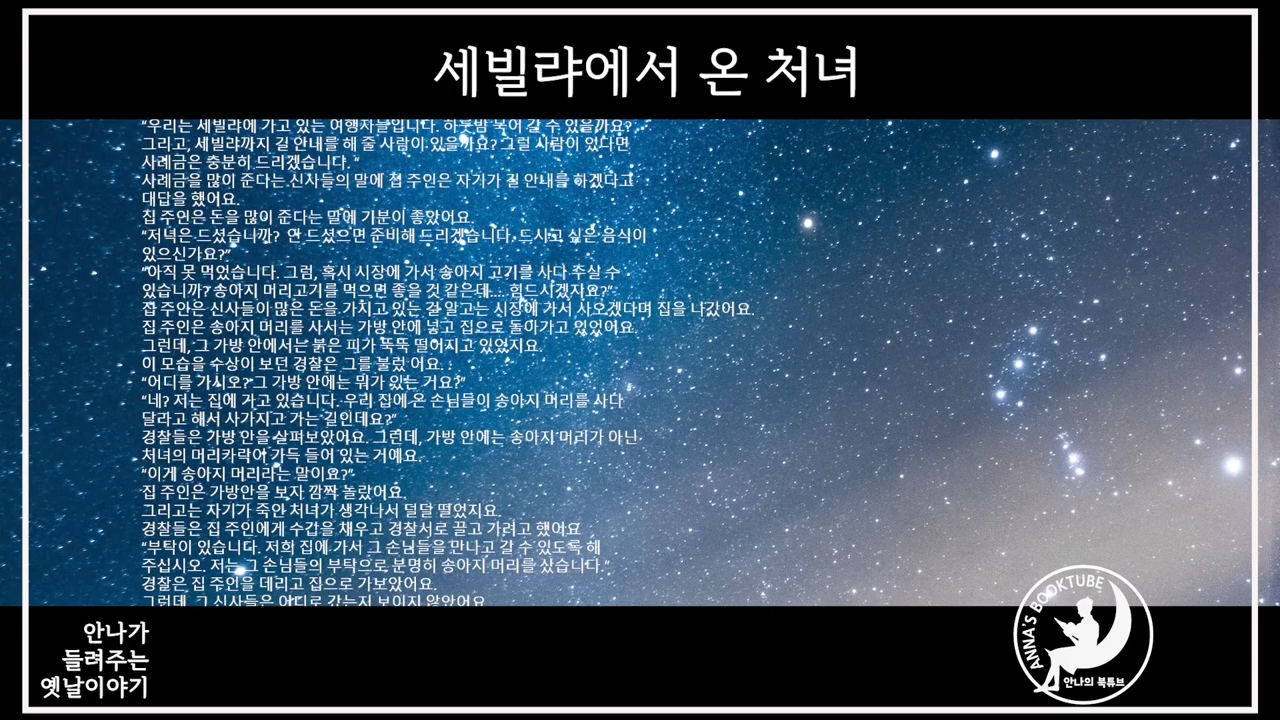 세빌랴에서 온 처녀
“우리는 세빌랴에 가고 있는 여행자들입니다. 하룻밤 묵어 갈 수 있을까요?
그리고, 세빌랴까지 길 안내를 해 줄 사람이 있을까요? 그럴 사람이 있다면
사례금은 충분히 드리겠습니다. “
사례금을 많이 준다는 신사들의 말에 집 주인은 자기가 길 안내를 하겠다고
대답을 했어요.
집 주인은 돈을 많이 준다는 말에 기분이 좋았어요.
“저녁은 드셨습니까? 안 드셨으면 준비해 드리겠습니다. 드시고 싶은 음식이
있으신가요?”
“아직 못 먹었습니다. 그럼, 혹시 시장에 가서 송아지 고기를 사다 주실 수
있습니까? 송아지 머리고기를 먹으면 좋을 것 같은데.... 힘드시겠지요?”
집 주인은 신사들이 많은 돈을 가지고 있는 걸 알고는 시장에 가서 사오겠다며 집을 나갔어요.
집 주인은 송아지 머리를 사서는 가방 안에 넣고 집으로 돌아가고 있었어요.
그런데, 그 가방 안에서는 붉은 피가 뚝뚝 떨어지고 있었지요.
이 모습을 수상이 보던 경찰은 그를 불렀 어요.
“어디를 가시오? 그 가방 안에는 뭐가 있는 거요?”
“네? 저는 집에 가고 있습니다. 우리 집에 온 손님들이 송아지 머리를 사다
달라고 해서 사가지고 가는 길인데요?”
경찰들은 가방 안을 살펴보았어요. 그런데, 가방 안에는 송아지 머리가 아닌
처녀의 머리카락이 가득 들어 있는 거예요.
“이게 송아지 머리라는 말이요?”
집 주인은 가방안을 보자 깜짝 놀랐어요.
그리고는 자기가 죽인 처녀가 생각나서 덜덜 떨었지요.
경찰들은 집 주인에게 수갑을 채우고 경찰서로 끌고 가려고 했어요
“부탁이 있습니다. 저희 집에 가서 그 손님들을 만나고 갈 수 있도록 해
주십시오. 저는 그 손님들의 부탁으로 분명히 송아지 머리를 샀습니다.”
경찰은 집 주인을 데리고 집으로 가보았어요.
그런데, 그 신사들은 어디로 갔는지 보이지 않았어요
안나가
들려주는
옛날이야기
ANNA'S BOOKTUBE
안나의 북튜브